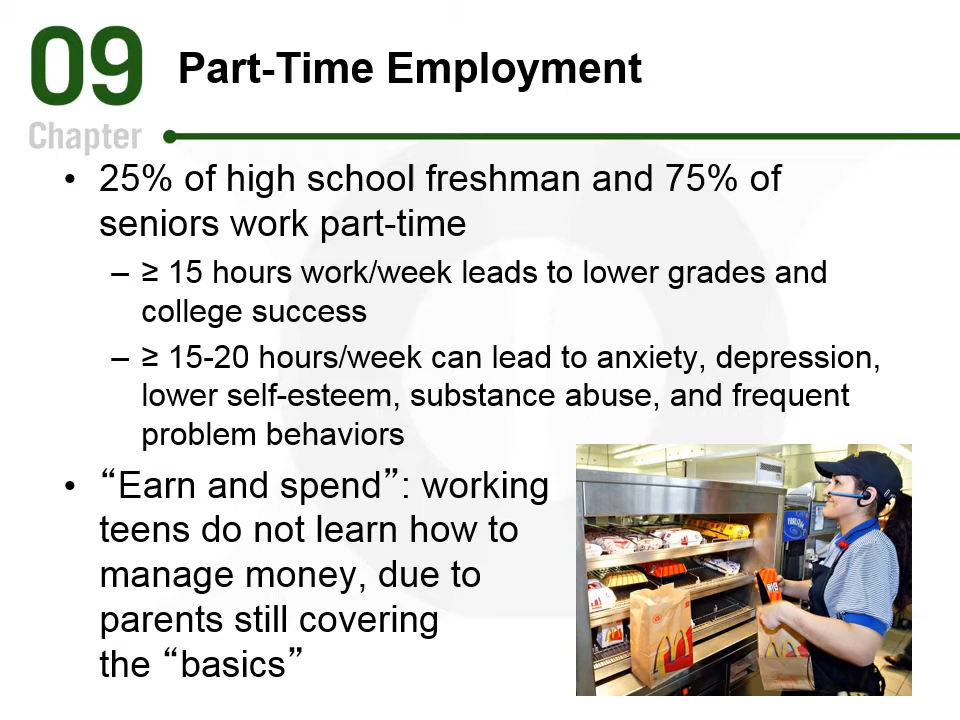 09
Chapter
Part-Time Employment
• 25% of high school freshman and 75% of
seniors work part-time
– ≥ 15 hours work/week leads to lower grades and
college success
– ≥ 15-20 hours/week can lead to anxiety, depression,
lower self-esteem, substance abuse, and frequent
problem behaviors
• “Earn and spend”: working
teens do not learn how to
manage money, due to
parents still covering
the “basics”